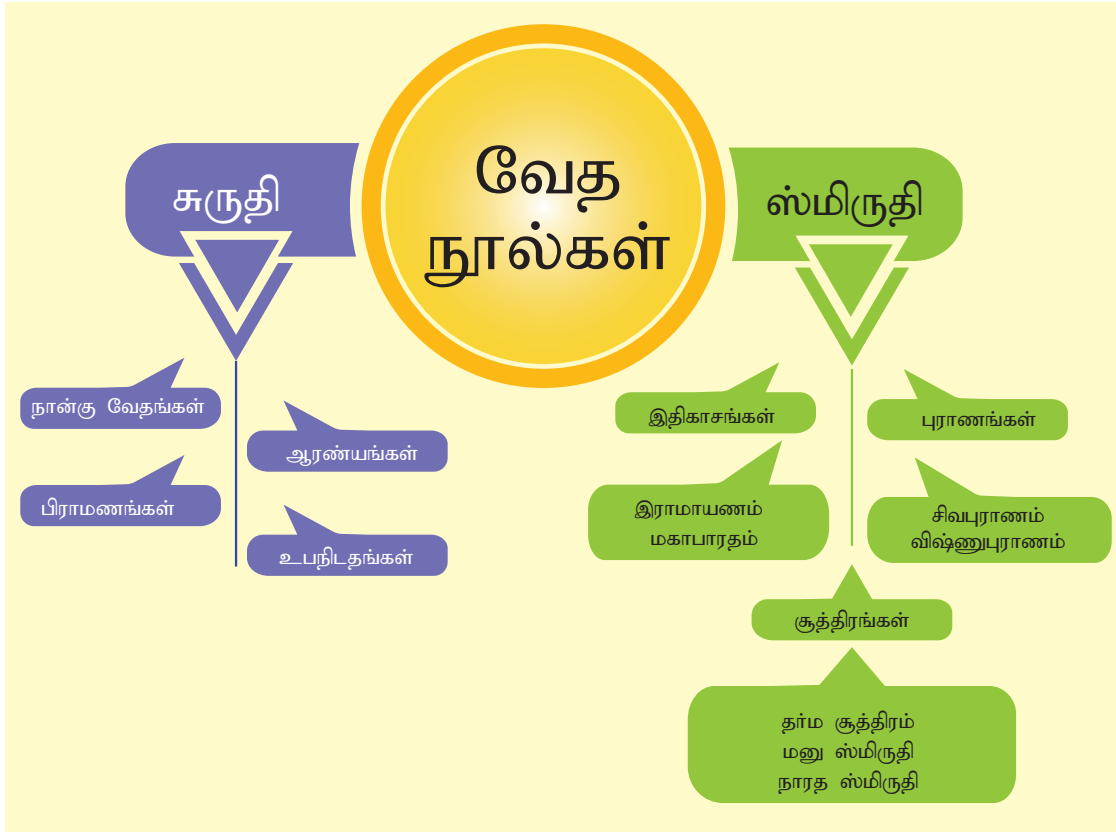 வேத
நூல்கள்
சுருதி
நான்கு வேதங்கள்
ஆரண்யங்கள்
பிராமணங்கள்
உபநிடதங்கள்
ஸ்மிருதி
இதிகாசங்கள்
இராமாயணம்
மகாபாரதம்
புராணங்கள்
சிவபுராணம்
விஷ்ணுபுராணம்
சூத்திரங்கள்
தர்ம சூத்திரம்
மனு ஸ்மிருதி
நாரத ஸ்மிருதி